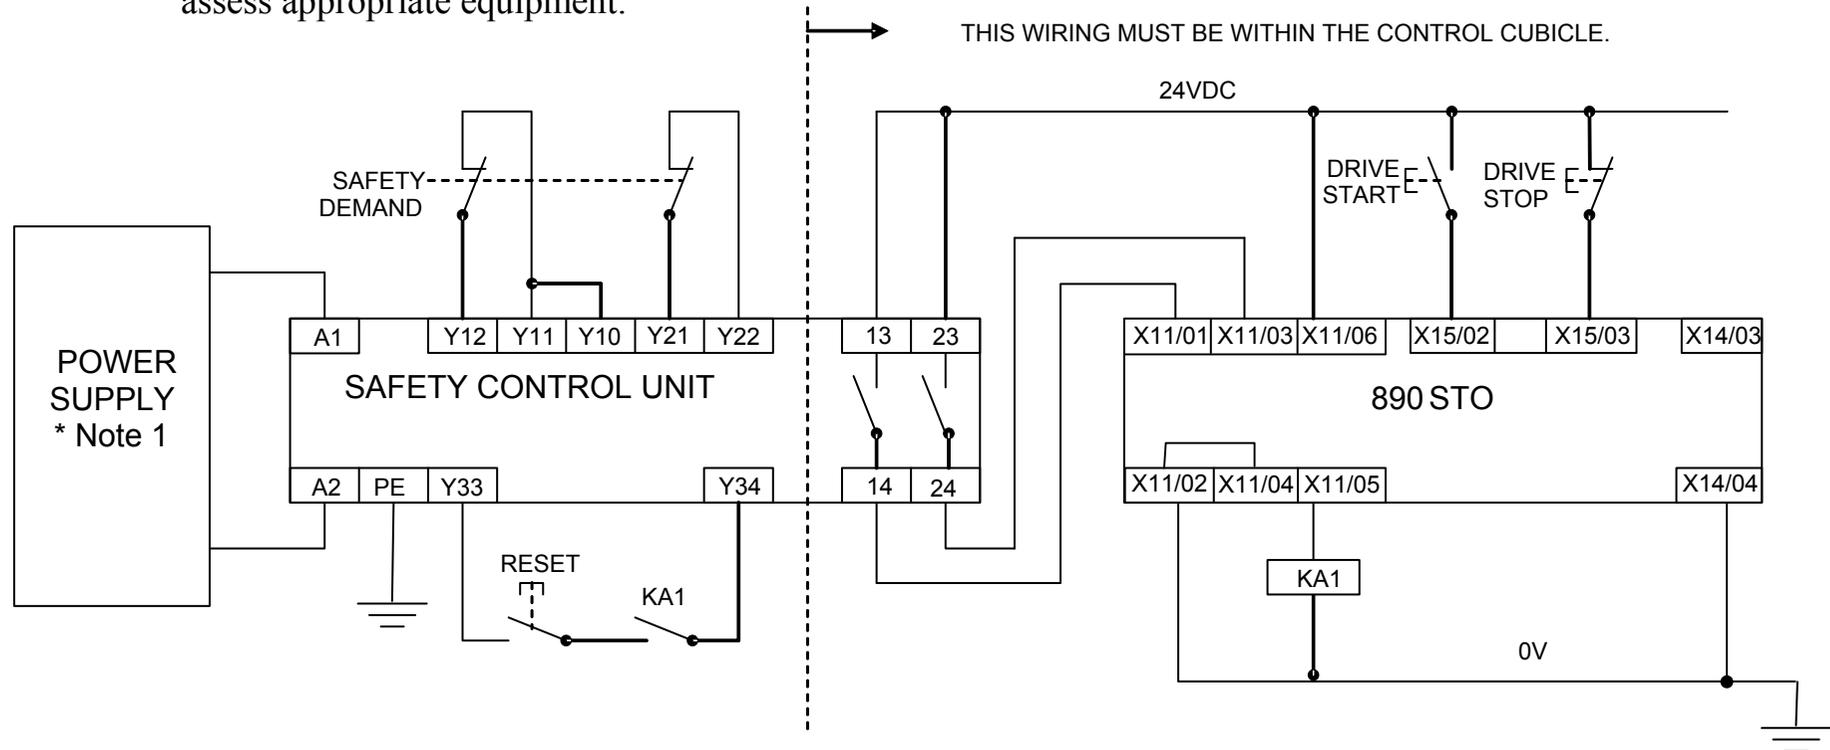 assess appropriate equipment.
THIS WIRING MUST BE WITHIN THE CONTROL CUBICLE.
24VDC
SAFETY
DEMAND
DRIVE
START
DRIVE
STOP
POWER
SUPPLY
* Note 1
A1
Y12
Y11
Y10
Y21
Y22
13
23
X11/01
X11/03
X11/06
X15/02
X15/03
X14/03
SAFETY CONTROL UNIT
890 STO
A2
PE
Y33
Y34
14
24
X11/02
X11/04
X11/05
X14/04
RESET
KA1
KA1
0V